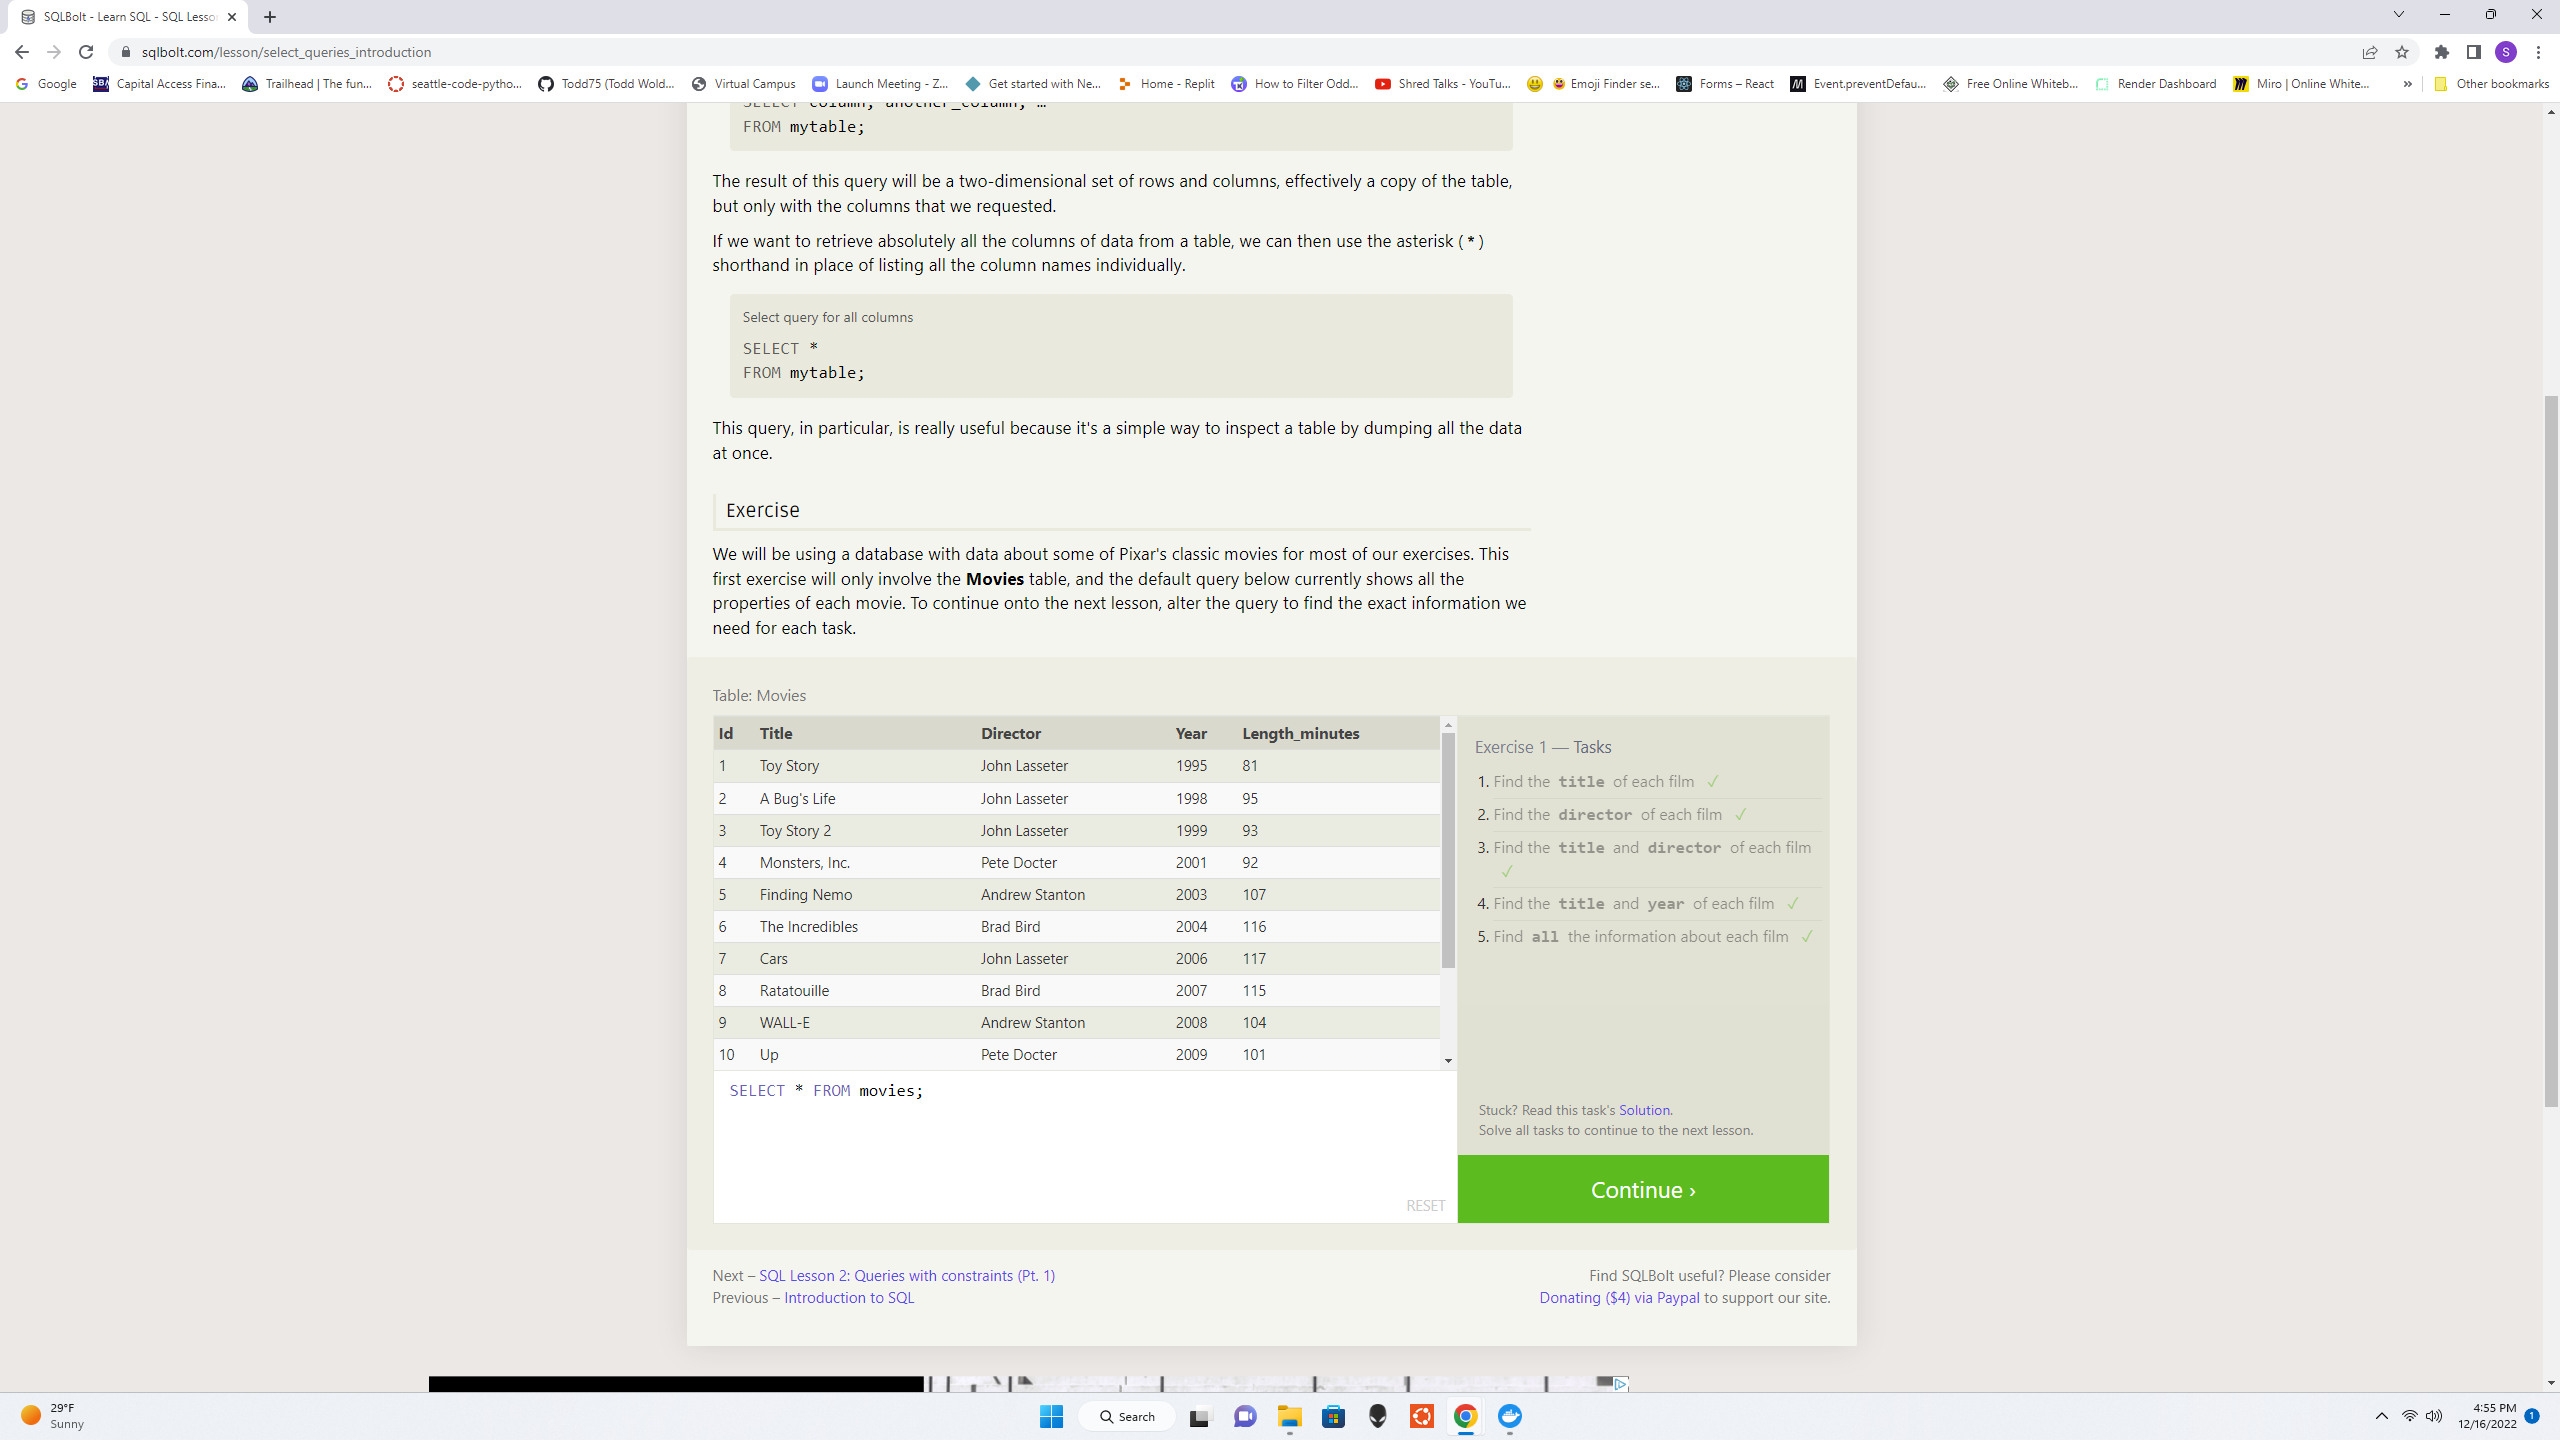 SQLBolt - Learn SQL - SQL Lesso
sqlbolt.com/lesson/select_queries_introduction
S
Google
Capital Access Fina...
Trailhead | The fun...
seattle-code-pytho...
Todd75 (Todd Wold...
Virtual Campus
Launch Meeting - Z...
Get started with Ne...
Home - Replit
How to Filter Odd...
Shred Talks - YouTu...
Emoji Finder se...
Forms – React
Event.preventDefau...
Free Online Whiteb...
Render Dashboard
Miro | Online White...
»
Other bookmarks
SELECT column, another_column, …
FROM mytable;
The result of this query will be a two-dimensional set of rows and columns, effectively a copy of the table,
but only with the columns that we requested.
If we want to retrieve absolutely all the columns of data from a table, we can then use the asterisk (*)
shorthand in place of listing all the column names individually.
Select query for all columns
SELECT *
FROM mytable;
This query, in particular, is really useful because it's a simple way to inspect a table by dumping all the data
at once.
Exercise
We will be using a database with data about some of Pixar's classic movies for most of our exercises. This
first exercise will only involve the Movies table, and the default query below currently shows all the
properties of each movie. To continue onto the next lesson, alter the query to find the exact information we
need for each task.
Table: Movies
Id Title Director Year Length_minutes
1 Toy Story John Lasseter 1995 81
2 A Bug's Life John Lasseter 1998 95
3 Toy Story 2 John Lasseter 1999 93
4 Monsters, Inc. Pete Docter 2001 92
5 Finding Nemo Andrew Stanton 2003 107
6 The Incredibles Brad Bird 2004 116
7 Cars John Lasseter 2006 117
8 Ratatouille Brad Bird 2007 115
9 WALL-E Andrew Stanton 2008 104
10 Up Pete Docter 2009 101
SELECT * FROM movies;
RESET
Exercise 1 — Tasks
1. Find the title of each film ✓
2. Find the director of each film ✓
3. Find the title and director of each film
✓
4. Find the title and year of each film ✓
5. Find all the information about each film ✓
Stuck? Read this task's Solution.
Solve all tasks to continue to the next lesson.
Continue ›
Next – SQL Lesson 2: Queries with constraints (Pt. 1)
Previous – Introduction to SQL
Find SQLBolt useful? Please consider
Donating ($4) via Paypal to support our site.
29°F
Sunny
Search
4:55 PM
12/16/2022
1